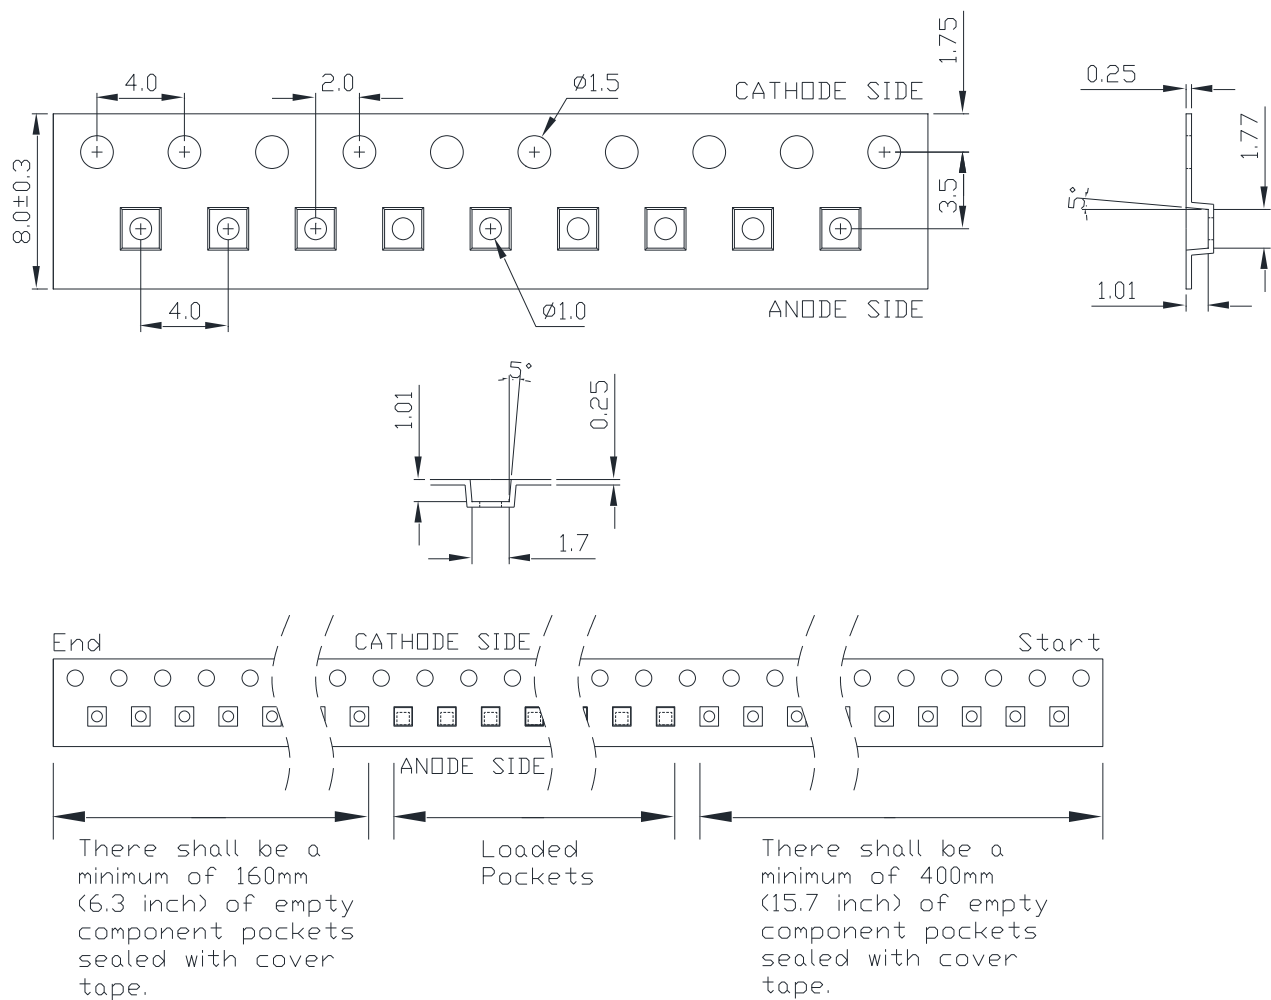 1.75
4.0
2.0
ø1.5
CATHODE SIDE
0.25
1.77
8.0±0.3
3.5
5°
4.0
ø1.0
ANODE SIDE
1.01
5°
1.01
0.25
1.7
End
CATHODE SIDE
Start
ANODE SIDE
There shall be a
minimum of 160mm
(6.3 inch) of empty
component pockets
sealed with cover
tape.
Loaded
Pockets
There shall be a
minimum of 400mm
(15.7 inch) of empty
component pockets
sealed with cover
tape.